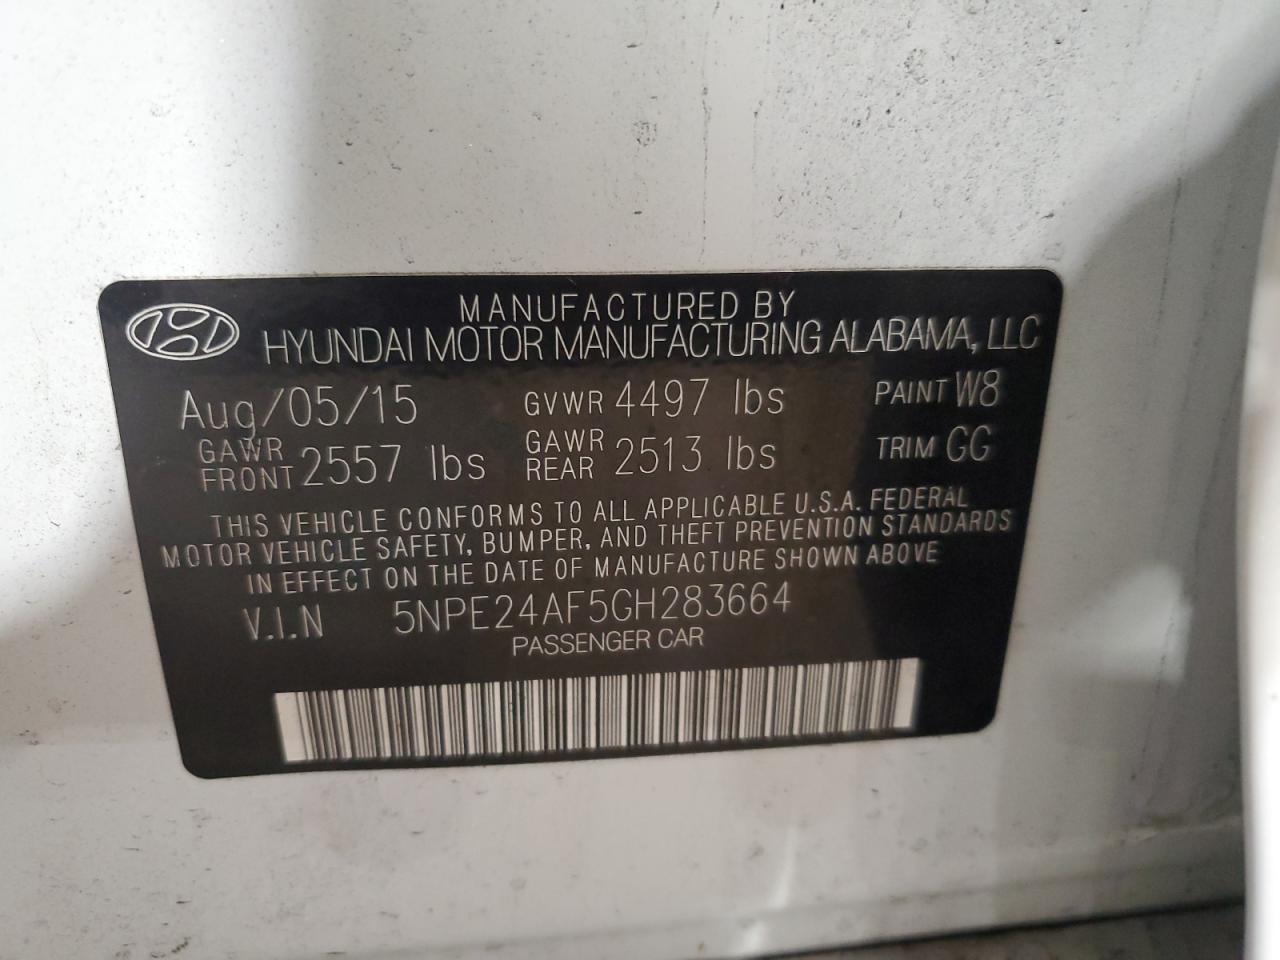 MANUFACTURED BY
HYUNDAI MOTOR MANUFACTURING ALABAMA, LLC
Aug/05/15 GVWR 4497 lbs PAINT W8
GAWR FRONT 2557 lbs GAWR REAR 2513 lbs TRIM GG
THIS VEHICLE CONFORMS TO ALL APPLICABLE U.S.A. FEDERAL
MOTOR VEHICLE SAFETY, BUMPER, AND THEFT PREVENTION STANDARDS
IN EFFECT ON THE DATE OF MANUFACTURE SHOWN ABOVE
V.I.N 5NPE24AF5GH283664
PASSENGER CAR